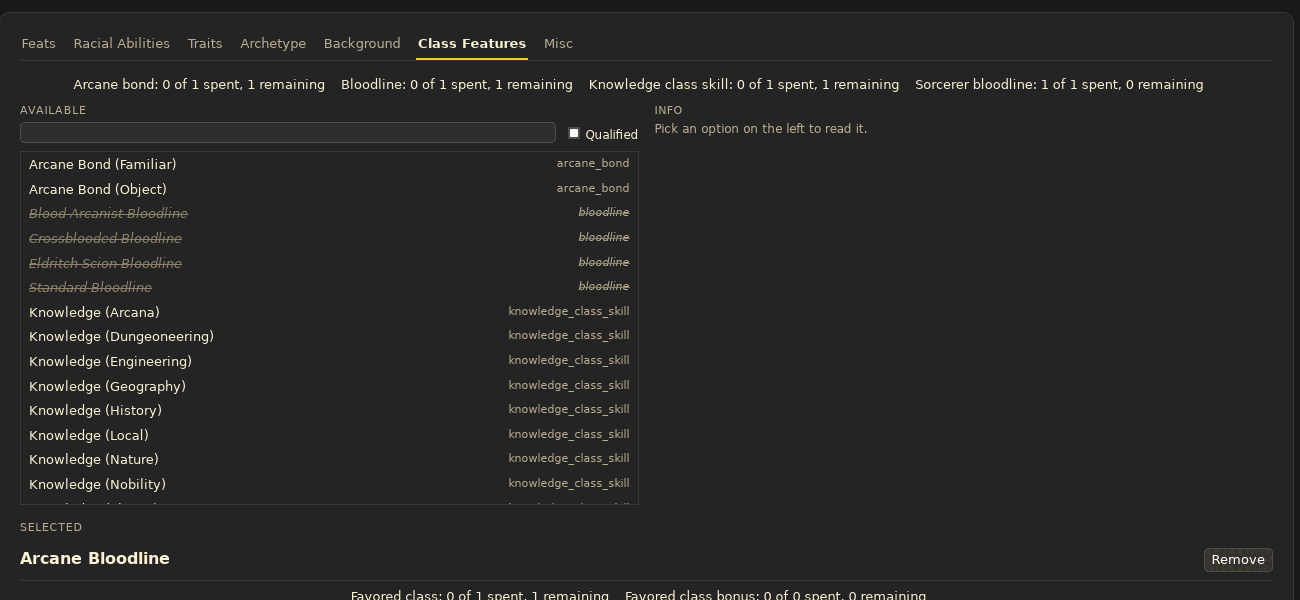 Feats Racial Abilities Traits Archetype Background Class Features Misc
Arcane bond: 0 of 1 spent, 1 remaining Bloodline: 0 of 1 spent, 1 remaining Knowledge class skill: 0 of 1 spent, 1 remaining Sorcerer bloodline: 1 of 1 spent, 0 remaining
AVAILABLE
Qualified
Arcane Bond (Familiar) arcane_bond
Arcane Bond (Object) arcane_bond
Blood Arcanist Bloodline bloodline
Crossblooded Bloodline bloodline
Eldritch Scion Bloodline bloodline
Standard Bloodline bloodline
Knowledge (Arcana) knowledge_class_skill
Knowledge (Dungeoneering) knowledge_class_skill
Knowledge (Engineering) knowledge_class_skill
Knowledge (Geography) knowledge_class_skill
Knowledge (History) knowledge_class_skill
Knowledge (Local) knowledge_class_skill
Knowledge (Nature) knowledge_class_skill
Knowledge (Nobility) knowledge_class_skill
INFO
Pick an option on the left to read it.
SELECTED
Arcane Bloodline Remove
Favored class: 0 of 1 spent, 1 remaining Favored class bonus: 0 of 0 spent, 0 remaining